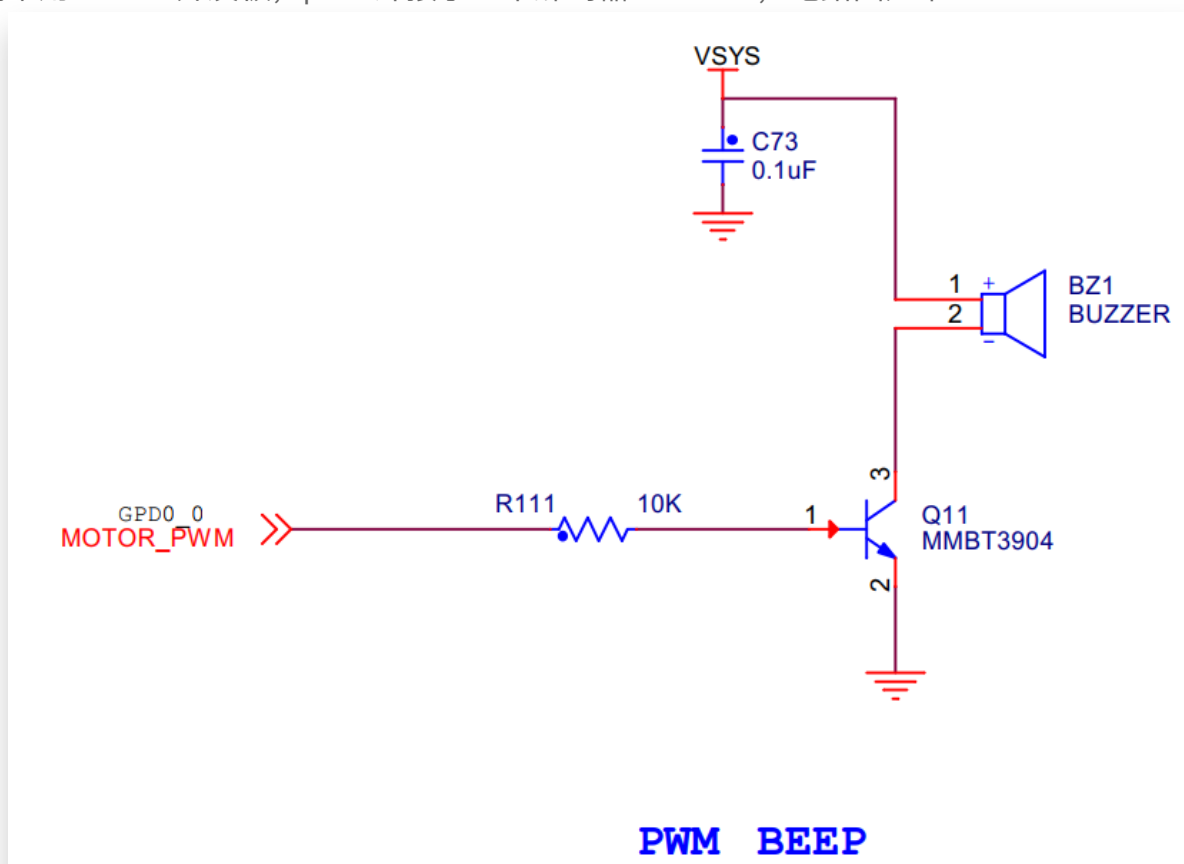 VSYS
C73
0.1uF
1 +
BZ1
2
BUZZER
−
3
R111
10K
GPD0_0
MOTOR_PWM
1
Q11
MMBT3904
2
PWM BEEP